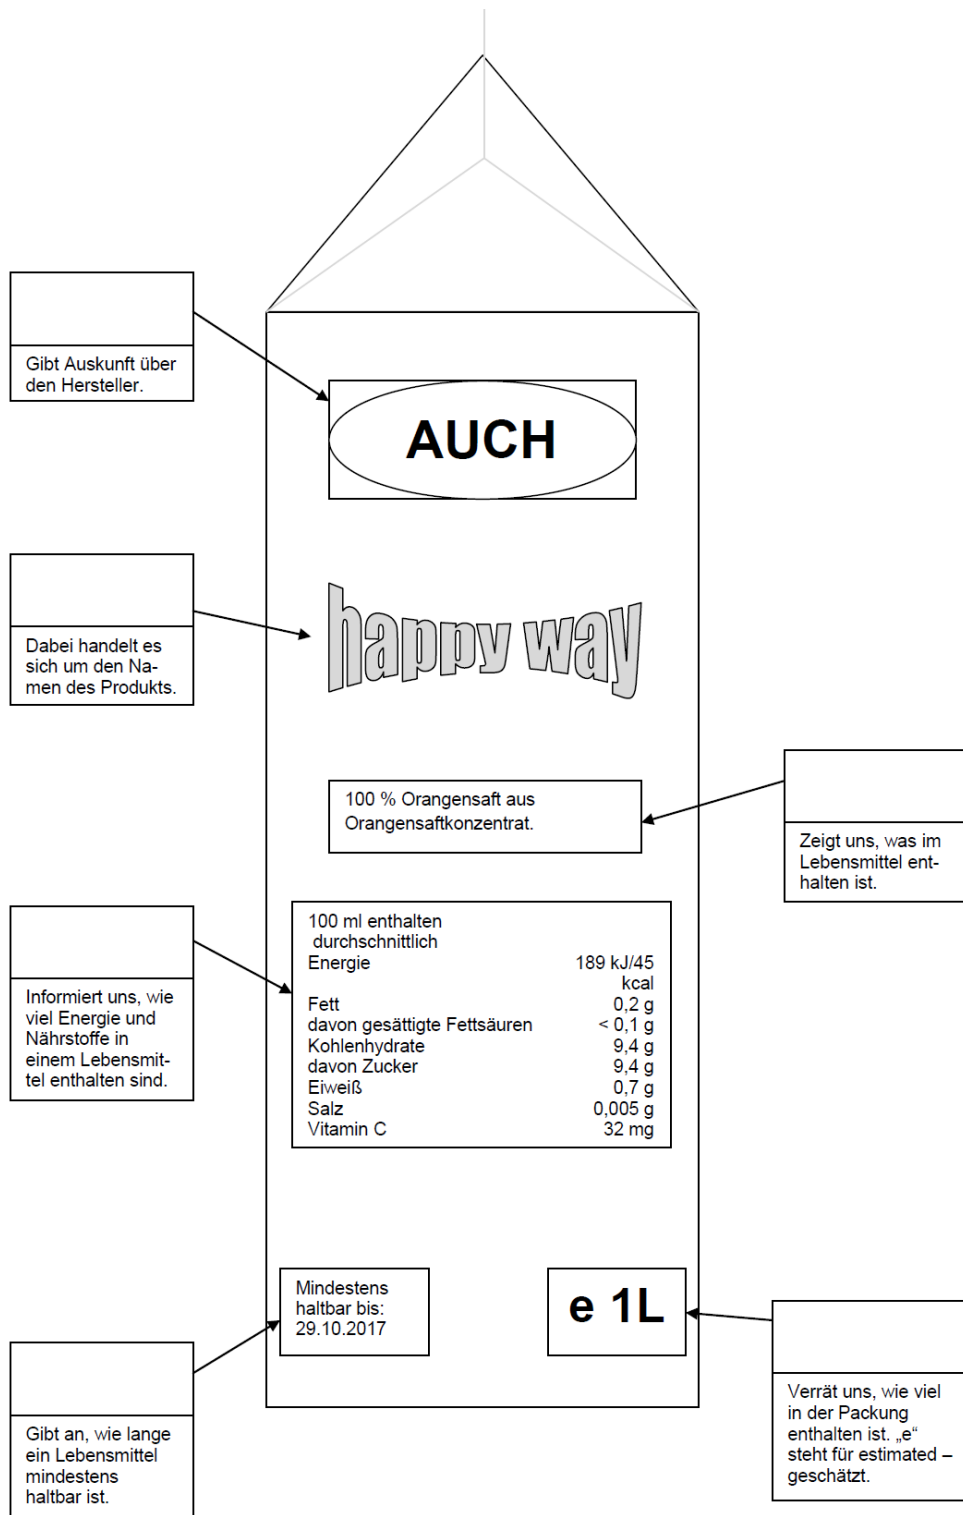 Gibt Auskunft über
den Hersteller.
AUCH
Dabei handelt es
sich um den Na-
men des Produkts.
happy way
100 % Orangensaft aus
Orangensaftkonzentrat.
Zeigt uns, was im
Lebensmittel ent-
halten ist.
Informiert uns, wie
viel Energie und
Nährstoffe in
einem Lebensmit-
tel enthalten sind.
100 ml enthalten
durchschnittlich
Energie 189 kJ/45
kcal
Fett 0,2 g
davon gesättigte Fettsäuren < 0,1 g
Kohlenhydrate 9,4 g
davon Zucker 9,4 g
Eiweiß 0,7 g
Salz 0,005 g
Vitamin C 32 mg
Mindestens
haltbar bis:
29.10.2017
e 1L
Gibt an, wie lange
ein Lebensmittel
mindestens
haltbar ist.
Verrät uns, wie viel
in der Packung
enthalten ist. „e“
steht für estimated –
geschätzt.